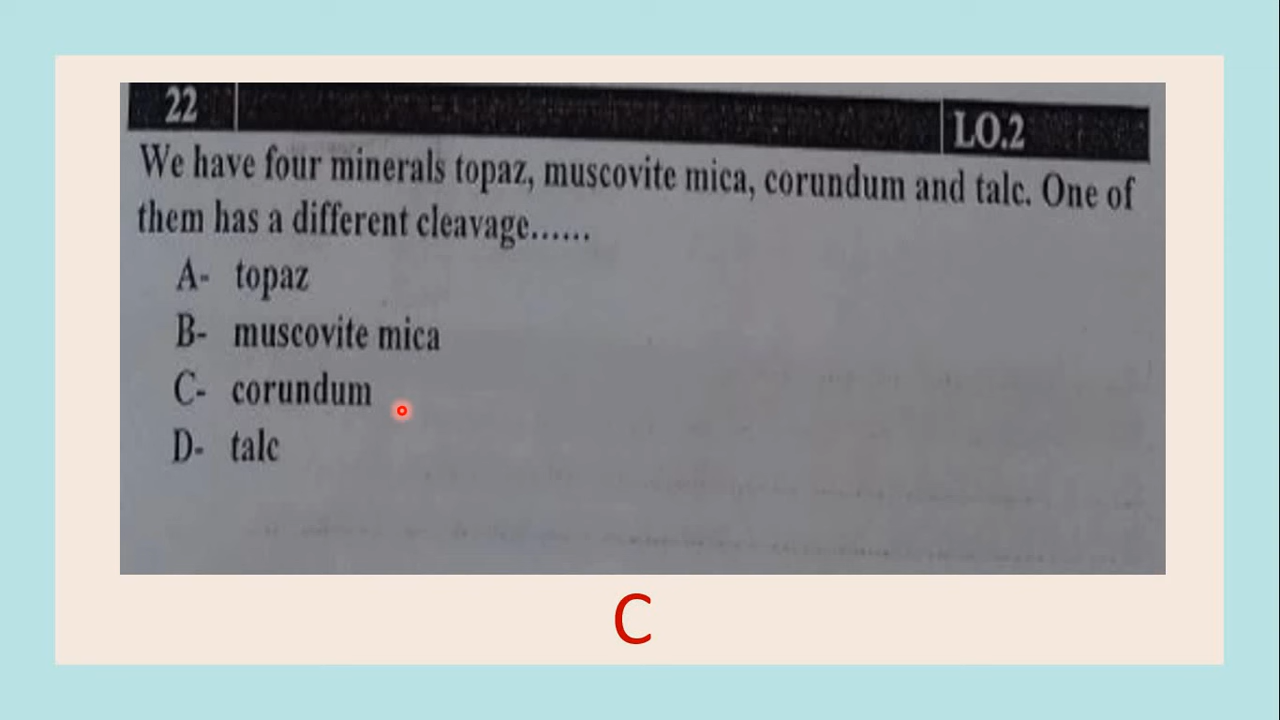 22
LO.2
We have four minerals topaz, muscovite mica, corundum and talc. One of
them has a different cleavage......
A- topaz
B- muscovite mica
C- corundum
D- talc
C